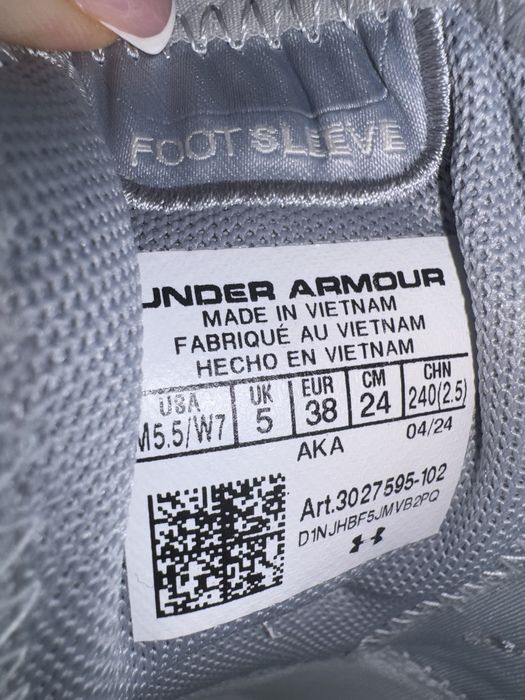 FOOT SLEEVE
UNDER ARMOUR
MADE IN VIETNAM
FABRIQUÉ AU VIETNAM
HECHO EN VIETNAM
USA UK EUR CM CHN
M5.5/W7 5 38 24 240(2.5)
AKA 04/24
Art.3027595-102
D1NJHBF5JMVB2PQ